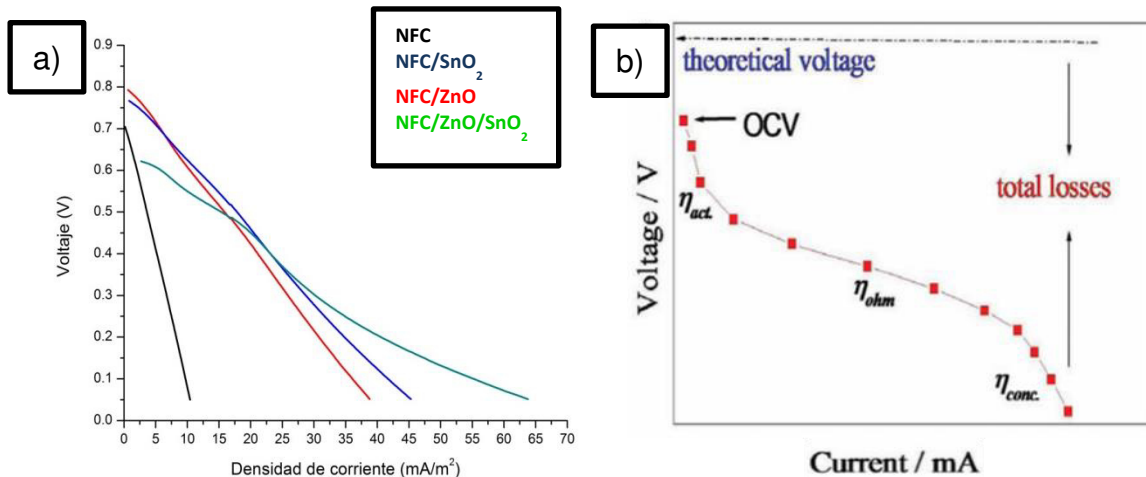 a)
NFC
NFC/SnO₂
NFC/ZnO
NFC/ZnO/SnO₂
0.9
0.8
0.7
0.6
0.5
0.4
0.3
0.2
0.1
0.0
Voltaje (V)
0 5 10 15 20 25 30 35 40 45 50 55 60 65 70
Densidad de corriente (mA/m²)
b)
theoretical voltage
OCV
total losses
ηact.
ηohm
ηconc.
Voltage / V
Current / mA